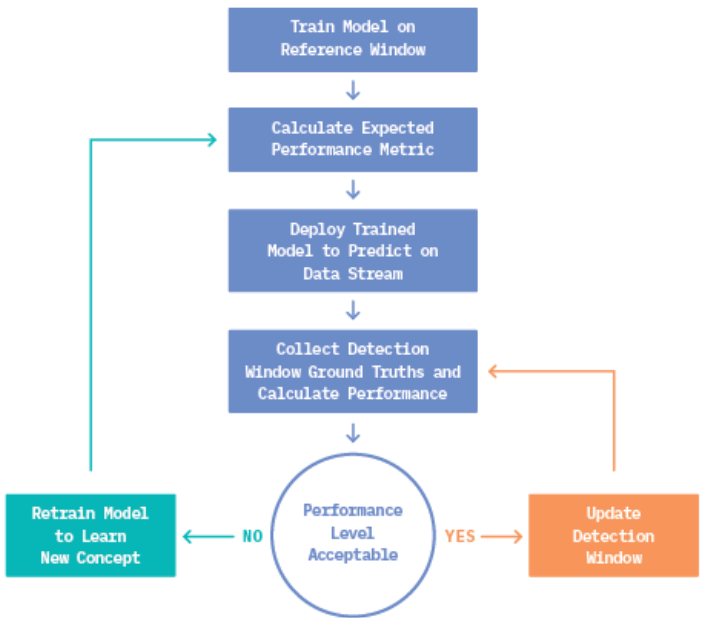 Train Model on
Reference Window
Calculate Expected
Performance Metric
Deploy Trained
Model to Predict on
Data Stream
Collect Detection
Window Ground Truths and
Calculate Performance
Performance
Level
Acceptable
NO
YES
Retrain Model
to Learn
New Concept
Update
Detection
Window